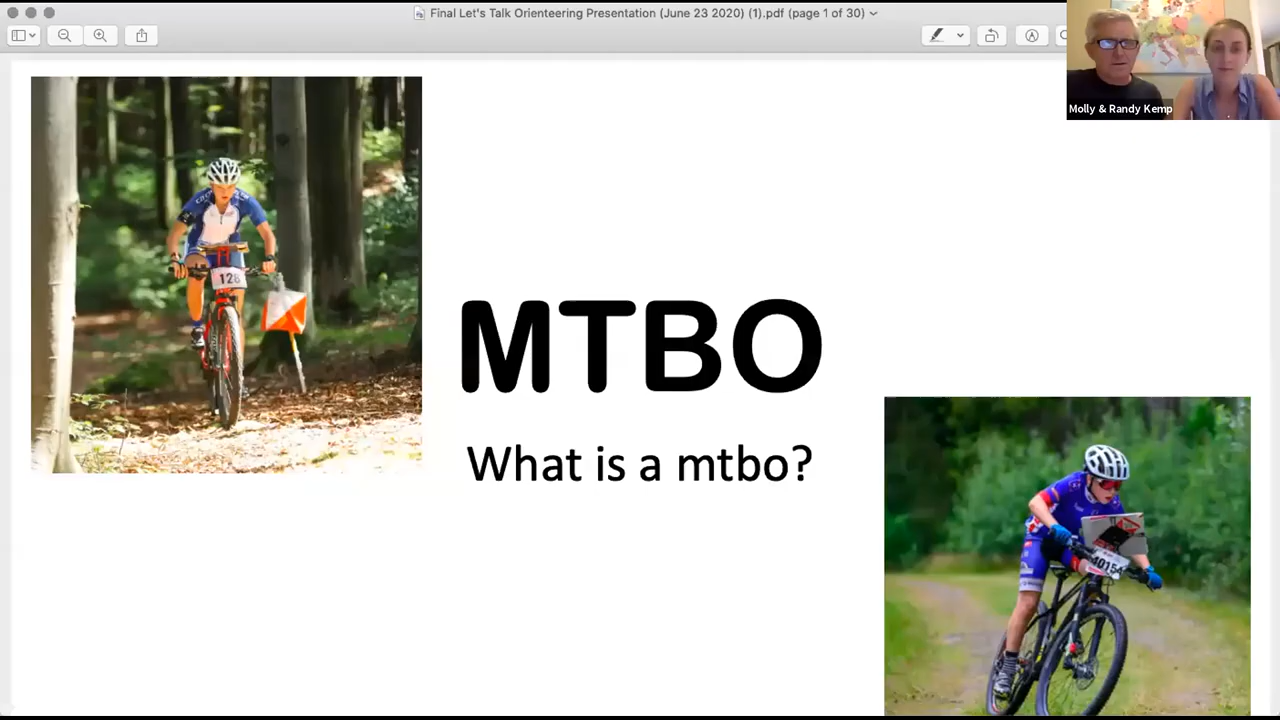 Final Let's Talk Orienteering Presentation (June 23 2020) (1).pdf (page 1 of 30)
Molly & Randy Kemp
128
MTBO
What is a mtbo?
40154